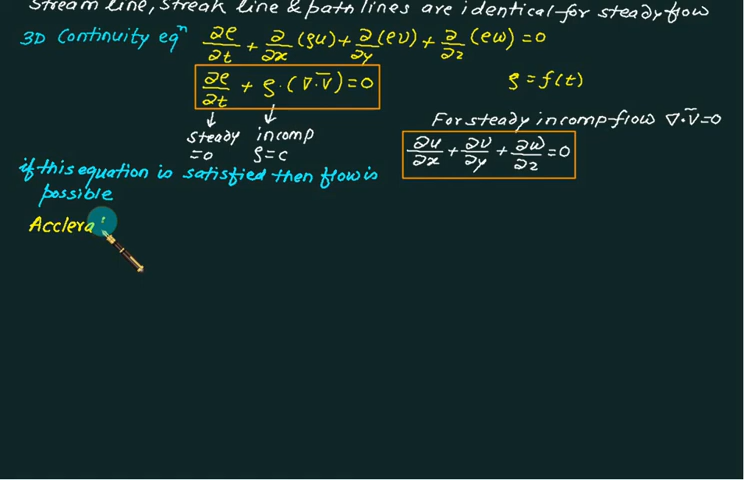 Stream line, Streak line & path lines are identical for steady flow
3D Continuity eqⁿ ∂ρ/∂t + ∂/∂x (ρu) + ∂/∂y (ρv) + ∂/∂z (ρw) = 0
∂ρ/∂t + ρ·(∇·V̄) = 0
ρ = f(t)
steady = 0
incomp ρ = c
For steady incomp flow ∇·V̄ = 0
∂u/∂x + ∂v/∂y + ∂w/∂z = 0
if this equation is satisfied then flow is
possible
Acclera